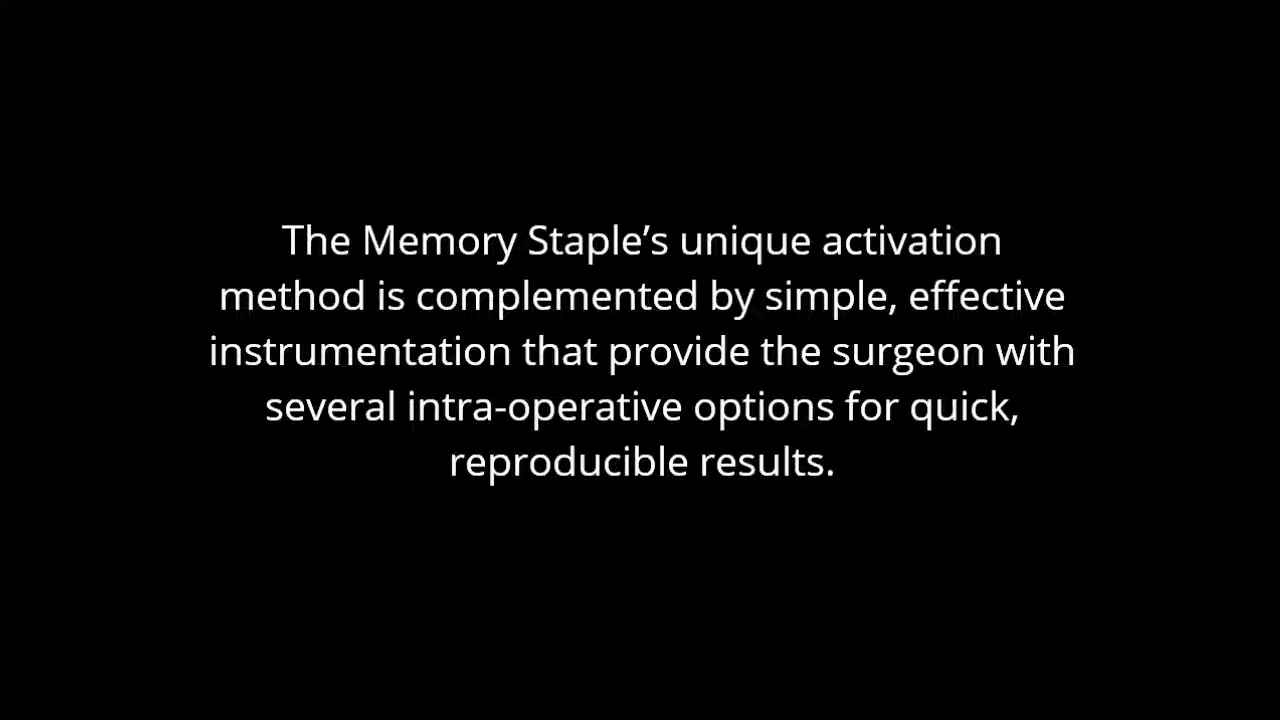 The Memory Staple’s unique activation
method is complemented by simple, effective
instrumentation that provide the surgeon with
several intra-operative options for quick,
reproducible results.